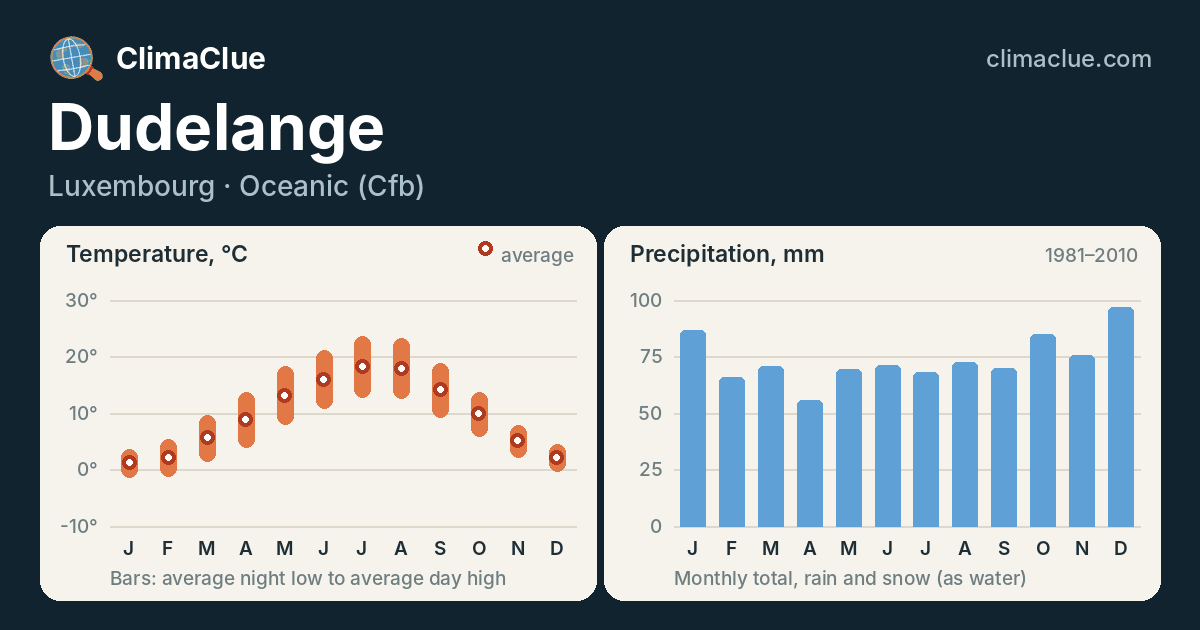 ClimaClue
climaclue.com
Dudelange
Luxembourg · Oceanic (Cfb)
Temperature, °C
average
30°
20°
10°
0°
-10°
J F M A M J J A S O N D
Bars: average night low to average day high
Precipitation, mm
1981–2010
100
75
50
25
0
J F M A M J J A S O N D
Monthly total, rain and snow (as water)